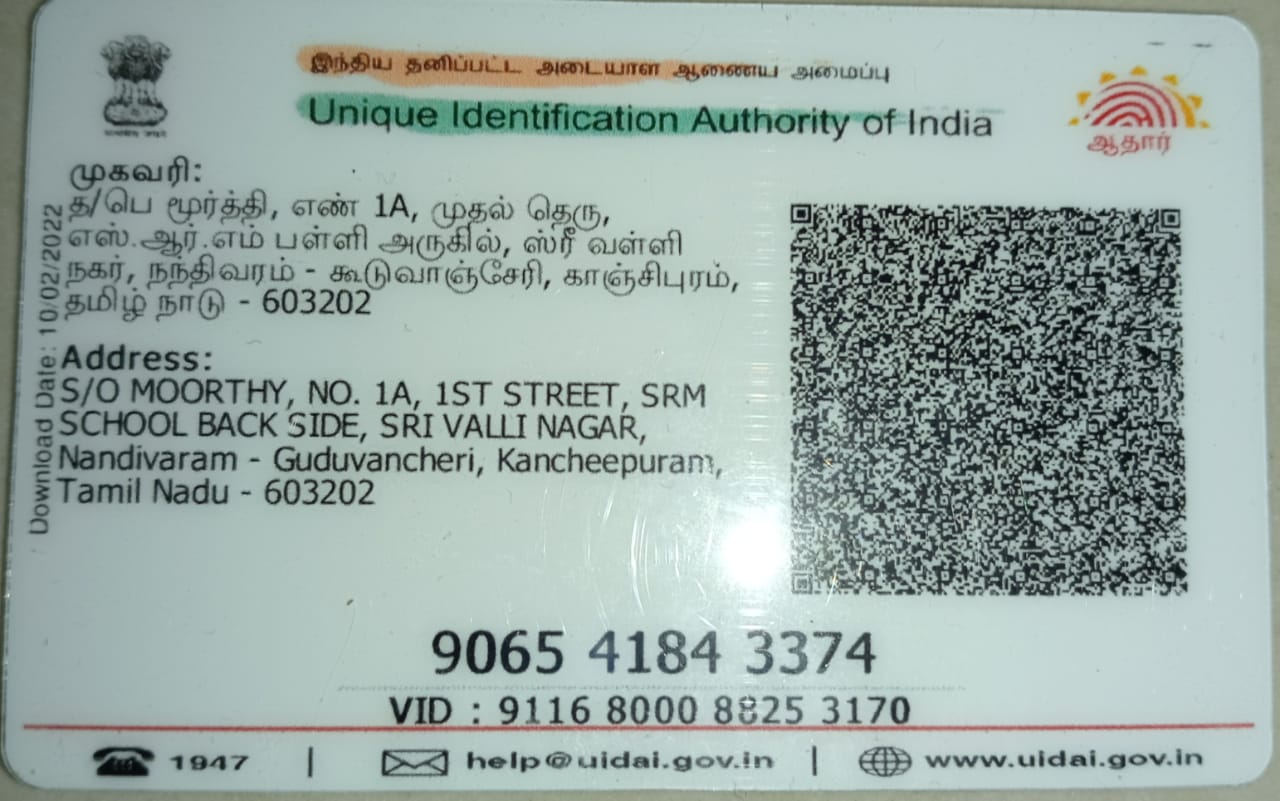 இந்திய தனிப்பட்ட அடையாள ஆணைய அமைப்பு
Unique Identification Authority of India
ஆதார்
முகவரி:
த/பெ மூர்த்தி, எண் 1A, முதல் தெரு,
எஸ்.ஆர்.எம் பள்ளி அருகில், ஸ்ரீ வள்ளி
நகர், நந்திவரம் - கூடுவாஞ்சேரி, காஞ்சிபுரம்,
தமிழ் நாடு - 603202
Download Date: 10/02/2022
Address:
S/O MOORTHY, NO. 1A, 1ST STREET, SRM
SCHOOL BACK SIDE, SRI VALLI NAGAR,
Nandivaram - Guduvancheri, Kancheepuram,
Tamil Nadu - 603202
9065 4184 3374
VID : 9116 8000 8825 3170
1947 | help@uidai.gov.in | www.uidai.gov.in